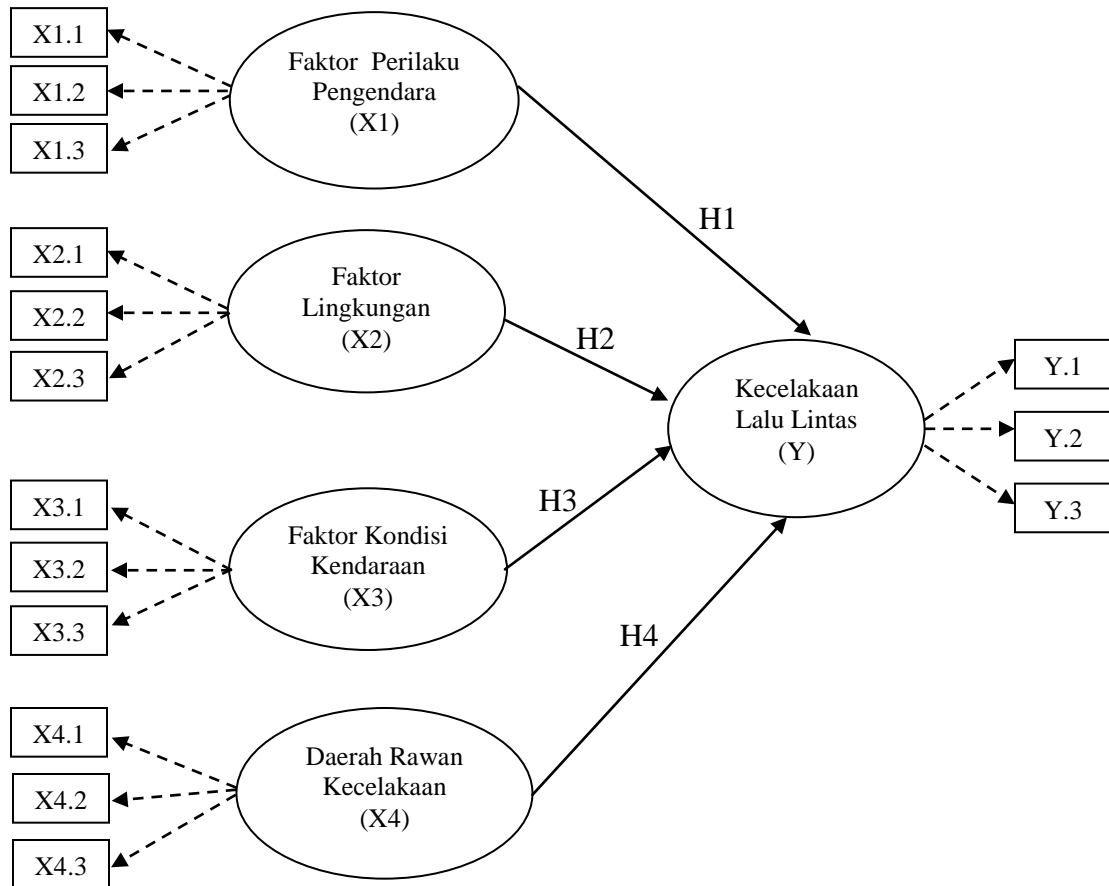 X1.1
X1.2
X1.3
Faktor Perilaku
Pengendara
(X1)
H1
X2.1
X2.2
X2.3
Faktor
Lingkungan
(X2)
H2
Kecelakaan
Lalu Lintas
(Y)
Y.1
Y.2
Y.3
X3.1
X3.2
X3.3
Faktor Kondisi
Kendaraan
(X3)
H3
H4
X4.1
X4.2
X4.3
Daerah Rawan
Kecelakaan
(X4)